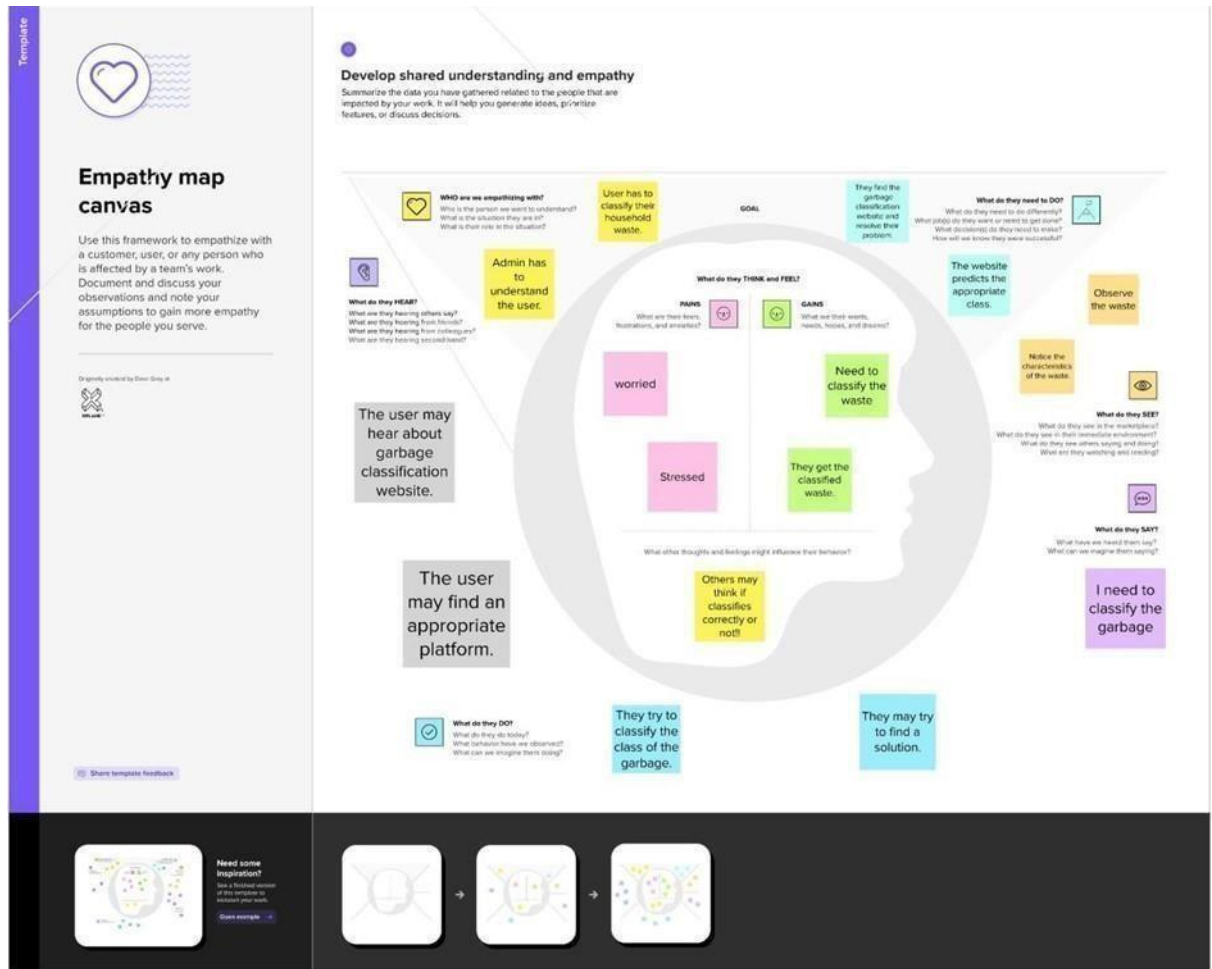 Template
Empathy map
canvas
Use this framework to empathize with
a customer, user, or any person who
is affected by a team's work.
Document and discuss your
observations and note your
assumptions to gain more empathy
for the people you serve.
Originally created by Dave Gray at
XPLANE
Share template feedback
Develop shared understanding and empathy
Summarize the data you have gathered related to the people that are
impacted by your work. It will help you generate ideas, prioritize
features, or discuss decisions.
WHO are we empathizing with?
Who is the person we want to understand?
What is the situation they are in?
What is their role in the situation?
User has to
classify their
household
waste.
Admin has
to
understand
the user.
GOAL
They find the
garbage
classification
website and
resolve their
problem.
What do they need to DO?
What do they need to do differently?
What job(s) do they want or need to get done?
What decision(s) do they need to make?
How will we know they were successful?
The website
predicts the
appropriate
class.
What do they HEAR?
What are they hearing others say?
What are they hearing from friends?
What are they hearing from colleagues?
What are they hearing second-hand?
The user may
hear about
garbage
classification
website.
The user
may find an
appropriate
platform.
What do they THINK and FEEL?
PAINS
What are their fears,
frustrations, and anxieties?
worried
Stressed
GAINS
What are their wants,
needs, hopes, and dreams?
Need to
classify the
waste
They get the
classified
waste.
What other thoughts and feelings might influence their behavior?
Others may
think if
classifies
correctly or
not!!
Observe
the waste
Notice the
characteristics
of the waste.
What do they SEE?
What do they see in the marketplace?
What do they see in their immediate environment?
What do they see others saying and doing?
What are they watching and reading?
What do they SAY?
What have we heard them say?
What can we imagine them saying?
I need to
classify the
garbage
What do they DO?
What do they do today?
What behavior have we observed?
What can we imagine them doing?
They try to
classify the
class of the
garbage.
They may try
to find a
solution.
Need some
inspiration?
See a finished version
of this template to
kickstart your work.
Open example